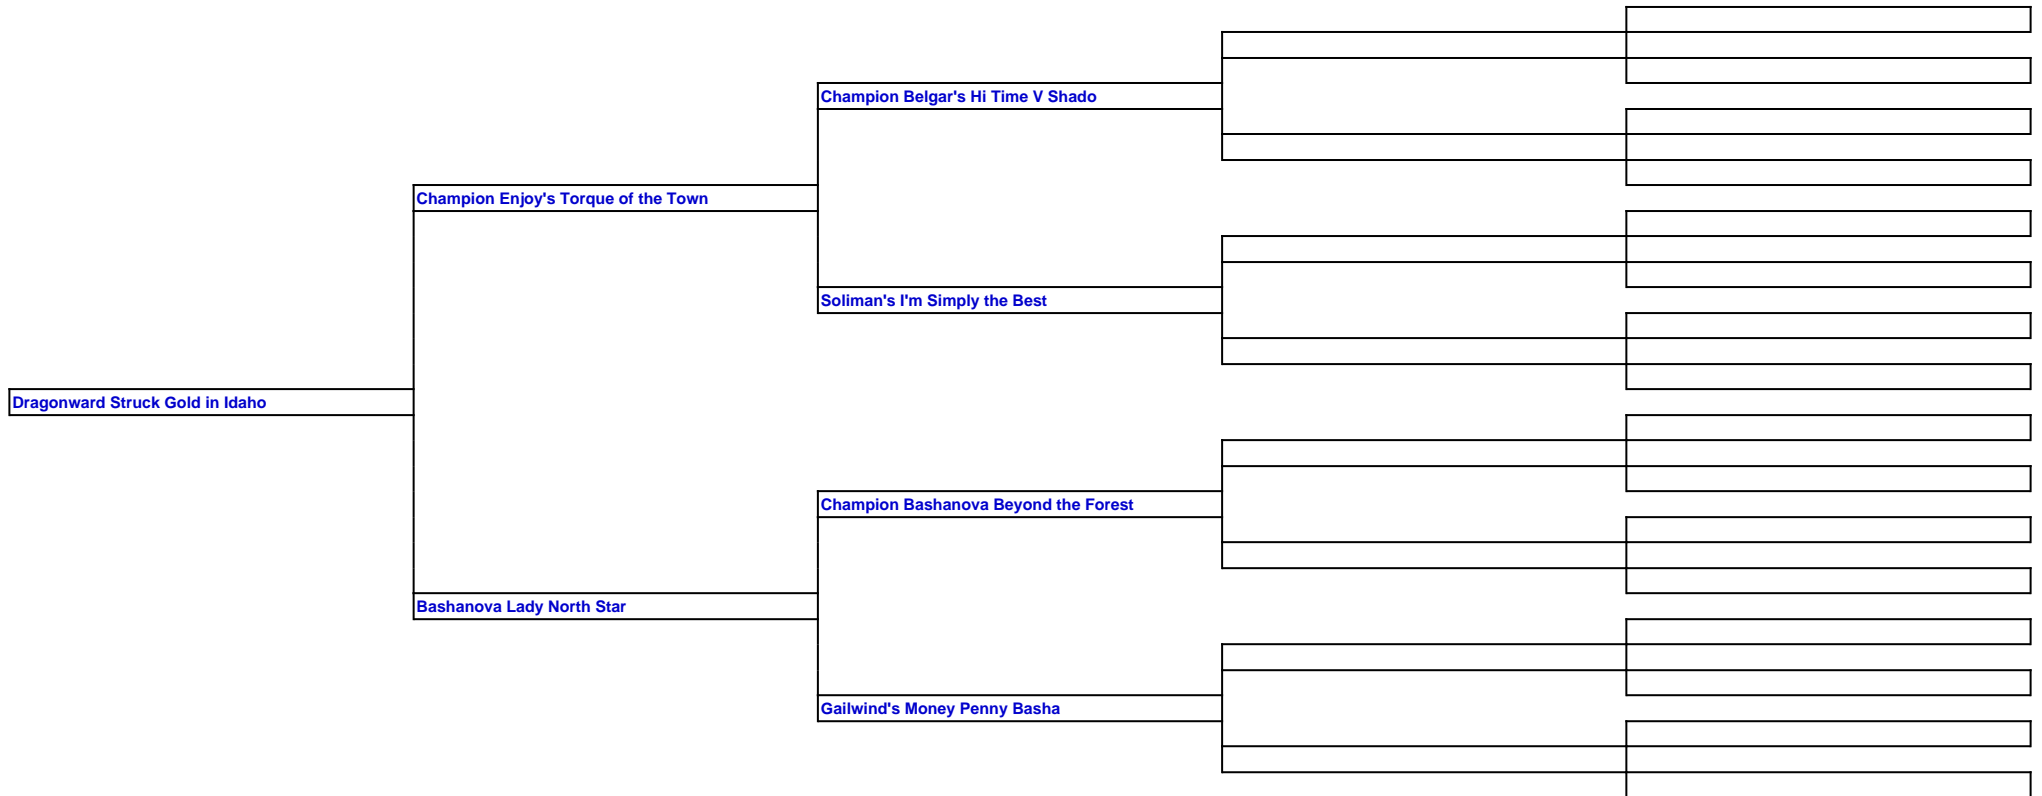 Champion Belgar's Hi Time V Shado
Champion Enjoy's Torque of the Town
Soliman's I'm Simply the Best
Dragonward Struck Gold in Idaho
Champion Bashanova Beyond the Forest
Bashanova Lady North Star
Gailwind's Money Penny Basha